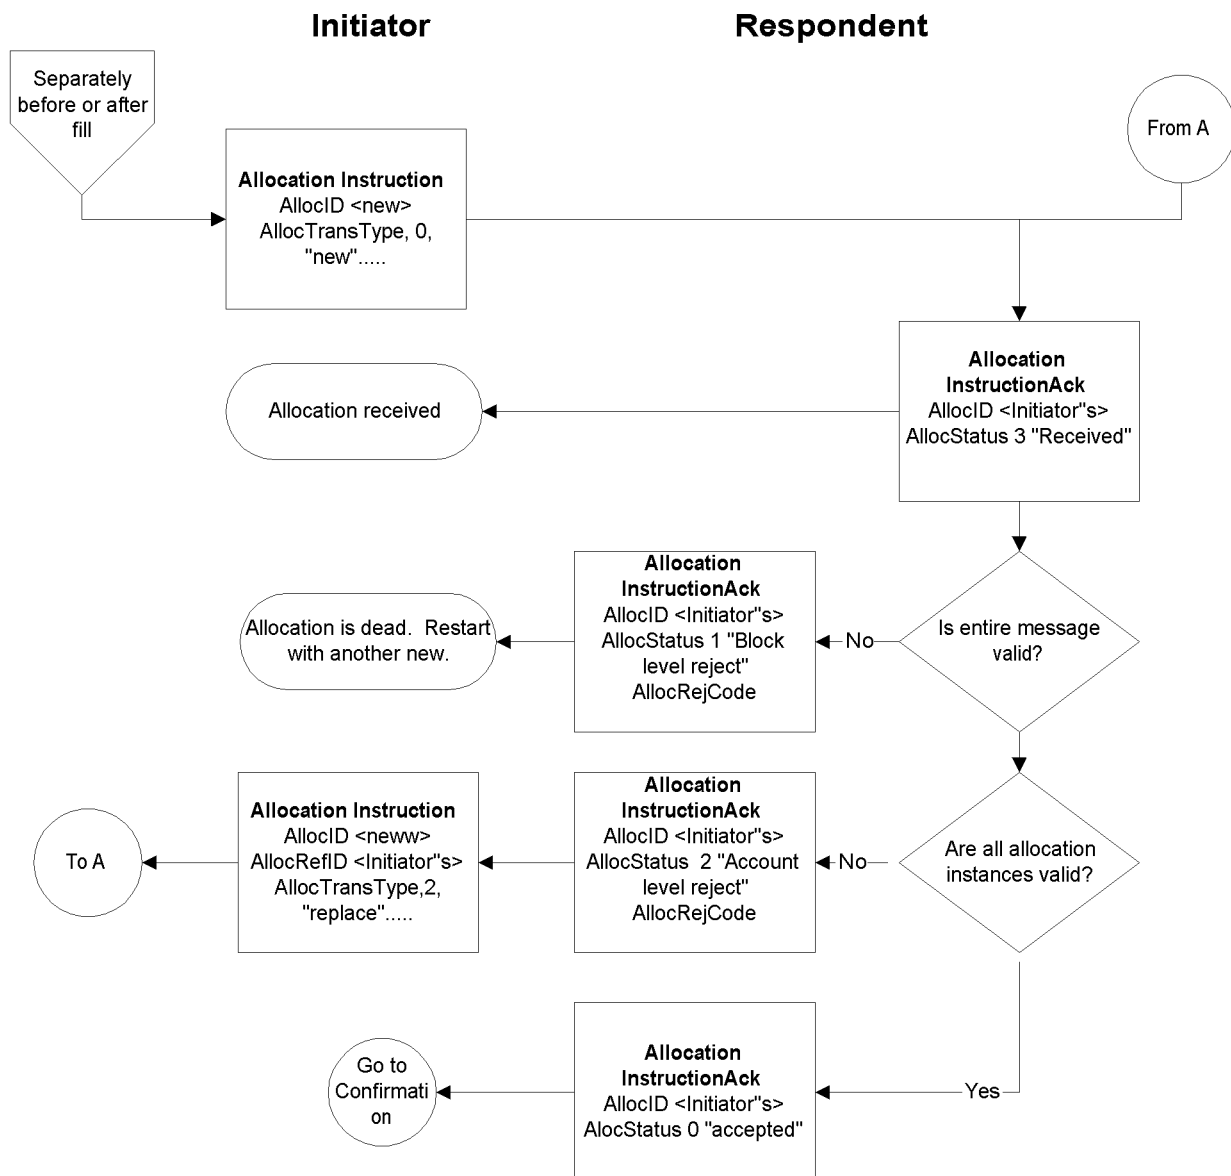 Initiator
Respondent
Separately
before or after
fill
From A
Allocation Instruction
AllocID <new>
AllocTransType, 0,
"new".....
Allocation
InstructionAck
AllocID <Initiator"s>
AllocStatus 3 "Received"
Allocation received
Is entire message
valid?
No
Allocation
InstructionAck
AllocID <Initiator"s>
AllocStatus 1 "Block
level reject"
AllocRejCode
Allocation is dead.  Restart
with another new.
Are all allocation
instances valid?
No
Allocation
InstructionAck
AllocID <Initiator"s>
AllocStatus  2 "Account
level reject"
AllocRejCode
Allocation Instruction
AllocID <neww>
AllocRefID <Initiator"s>
AllocTransType,2,
"replace".....
To A
Yes
Allocation
InstructionAck
AllocID <Initiator"s>
AlocStatus 0 "accepted"
Go to
Confirmati
on